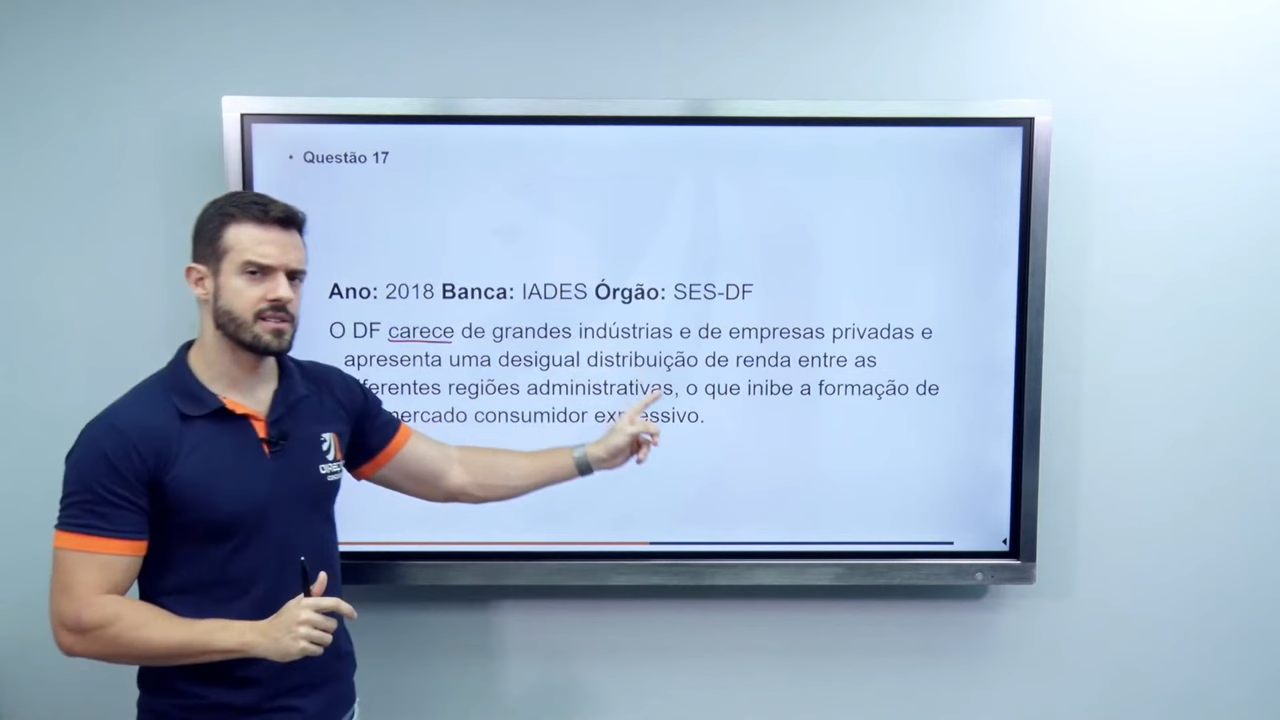 • Questão 17
Ano: 2018 Banca: IADES Órgão: SES-DF
O DF carece de grandes indústrias e de empresas privadas e
apresenta uma desigual distribuição de renda entre as
regiões administrativas, o que inibe a formação de
consumidor